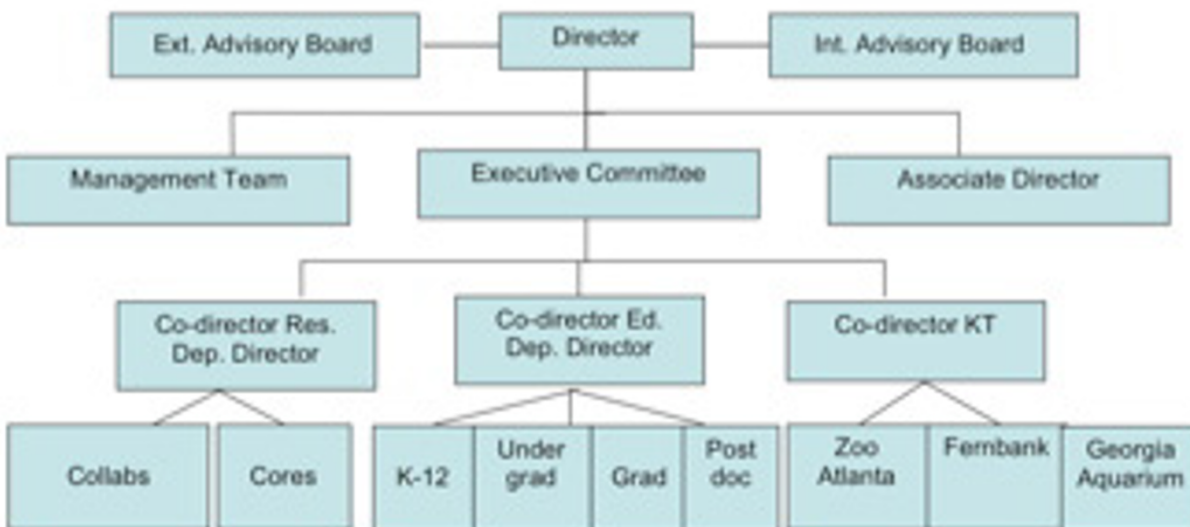 Ext. Advisory Board
Director
Int. Advisory Board
Management Team
Executive Committee
Associate Director
Co-director Res.
Dep. Director
Co-director Ed.
Dep. Director
Co-director KT
Collabs
Cores
K-12
Under
grad
Grad
Post
doc
Zoo
Atlanta
Fernbank
Georgia
Aquarium